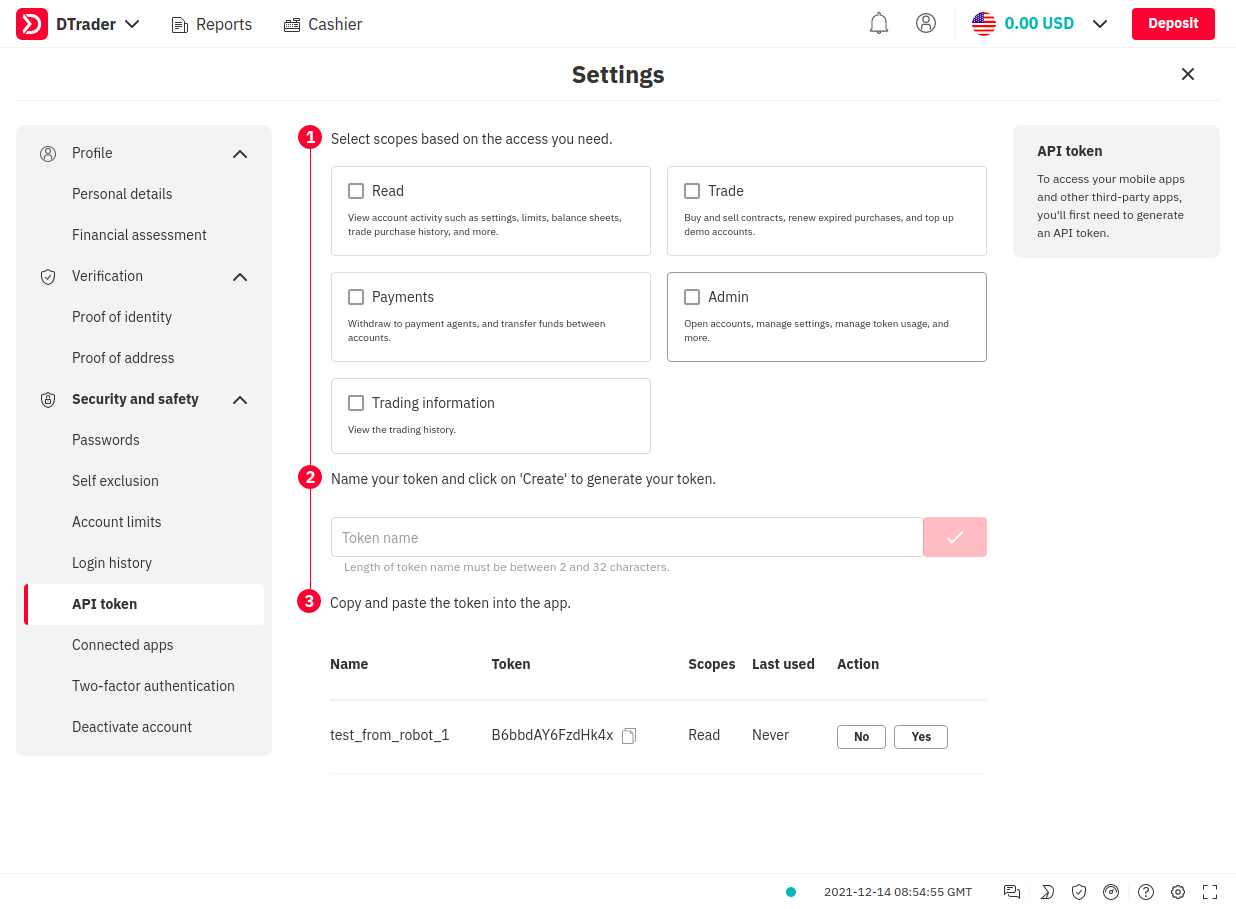 DTrader
Reports
Cashier
0.00 USD
Deposit
Settings
Profile
Personal details
Financial assessment
Verification
Proof of identity
Proof of address
Security and safety
Passwords
Self exclusion
Account limits
Login history
API token
Connected apps
Two-factor authentication
Deactivate account
1 Select scopes based on the access you need.
Read
View account activity such as settings, limits, balance sheets,
trade purchase history, and more.
Trade
Buy and sell contracts, renew expired purchases, and top up
demo accounts.
Payments
Withdraw to payment agents, and transfer funds between
accounts.
Admin
Open accounts, manage settings, manage token usage, and
more.
Trading information
View the trading history.
2 Name your token and click on 'Create' to generate your token.
Token name
Length of token name must be between 2 and 32 characters.
3 Copy and paste the token into the app.
Name Token Scopes Last used Action
test_from_robot_1 B6bbdAY6FzdHk4x Read Never No Yes
API token
To access your mobile apps
and other third-party apps,
you'll first need to generate
an API token.
2021-12-14 08:54:55 GMT